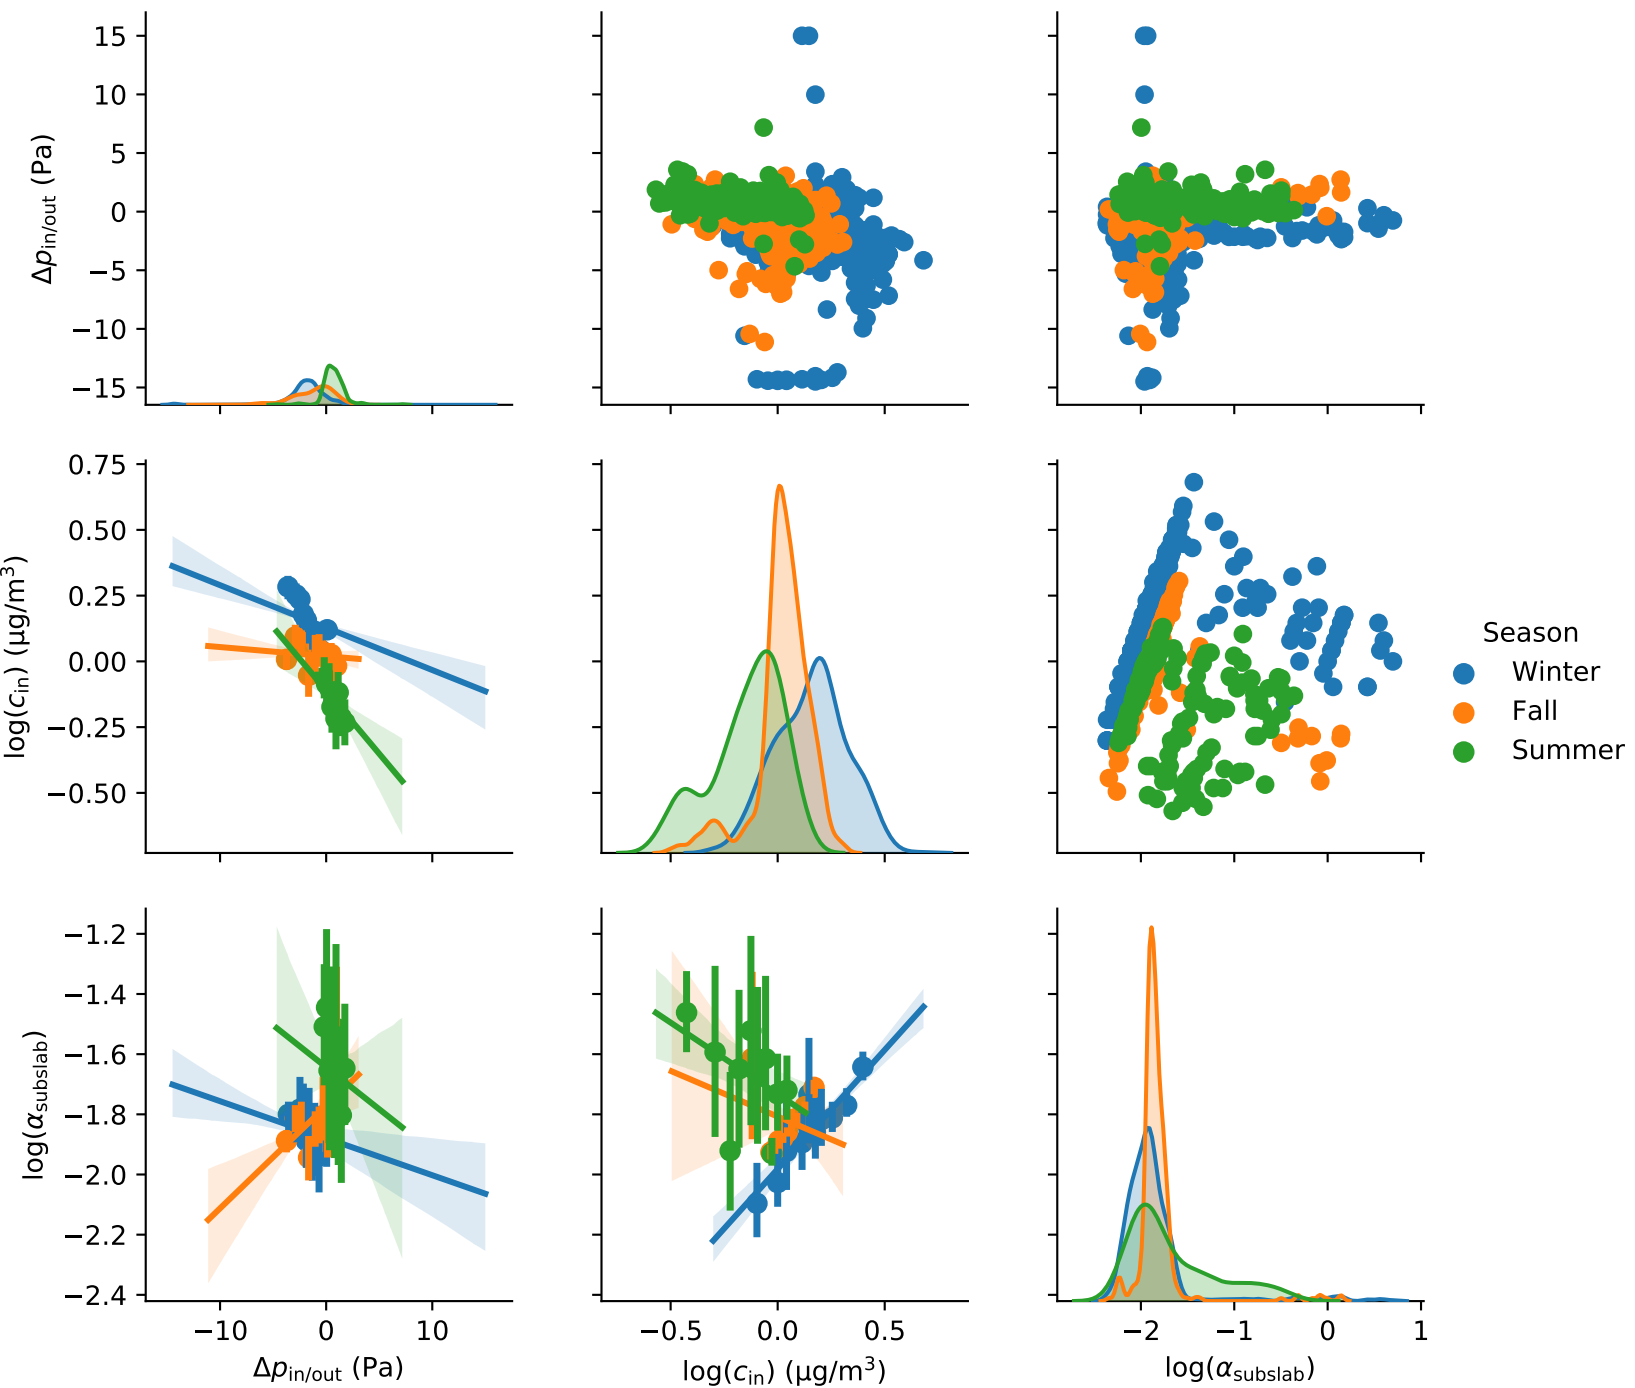 15
10
5
0
−5
−10
−15
Δp_in/out (Pa)
0.75
0.50
0.25
0.00
−0.25
−0.50
log(c_in) (μg/m³)
Season
Winter
Fall
Summer
−1.2
−1.4
−1.6
−1.8
−2.0
−2.2
−2.4
log(α_subslab)
−10 0 10
Δp_in/out (Pa)
−0.5 0.0 0.5
log(c_in) (μg/m³)
−2 −1 0 1
log(α_subslab)